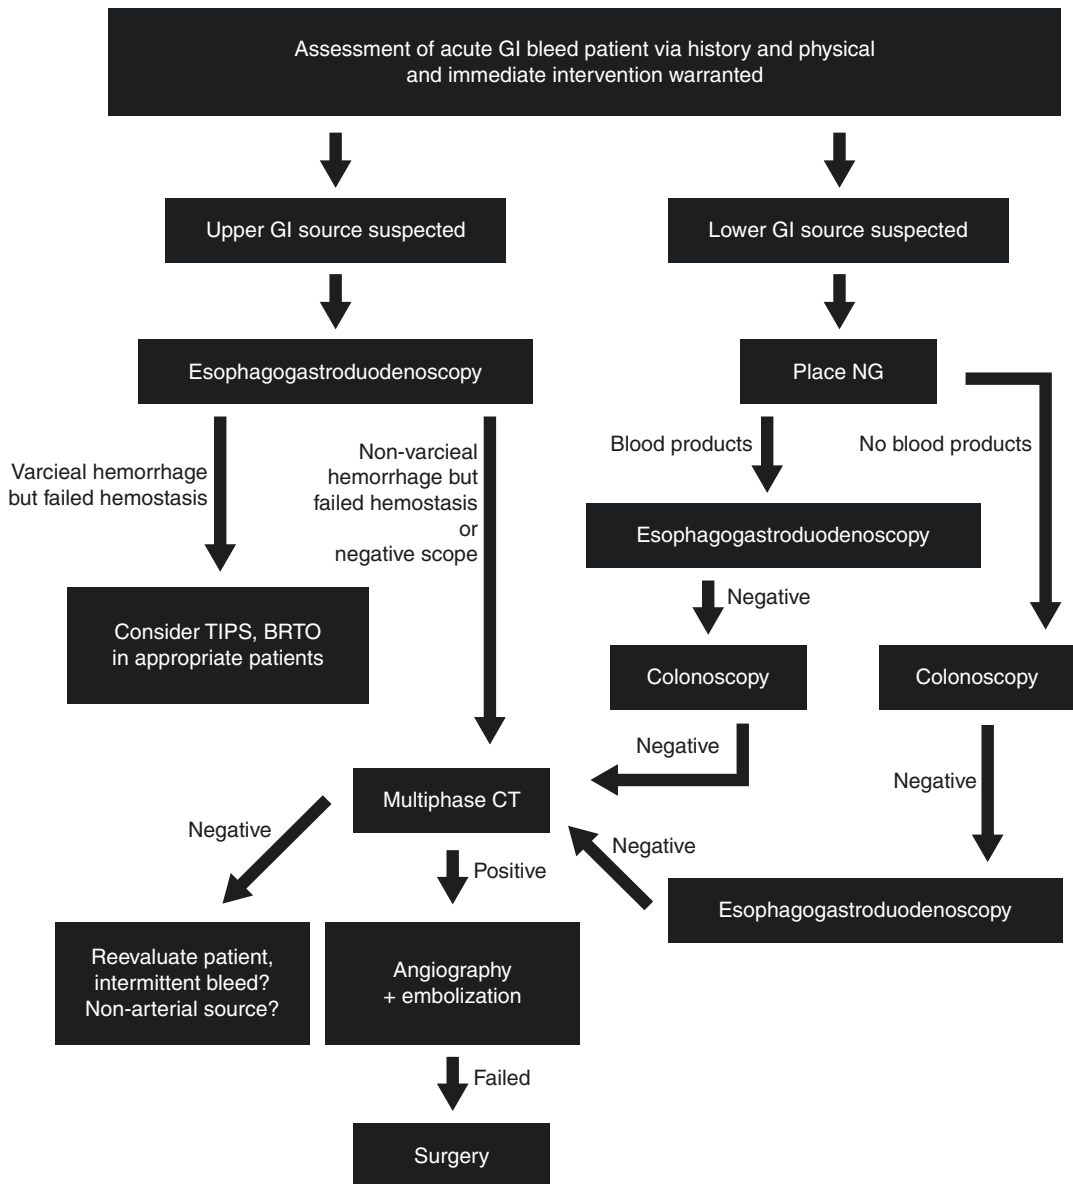 Assessment of acute GI bleed patient via history and physical
and immediate intervention warranted
Upper GI source suspected
Lower GI source suspected
Esophagogastroduodenoscopy
Place NG
Varcieal hemorrhage
but failed hemostasis
Non-varcieal
hemorrhage but
failed hemostasis
or
negative scope
Blood products
No blood products
Esophagogastroduodenoscopy
Negative
Consider TIPS, BRTO
in appropriate patients
Colonoscopy
Colonoscopy
Negative
Negative
Multiphase CT
Negative
Positive
Negative
Esophagogastroduodenoscopy
Reevaluate patient,
intermittent bleed?
Non-arterial source?
Angiography
+ embolization
Failed
Surgery